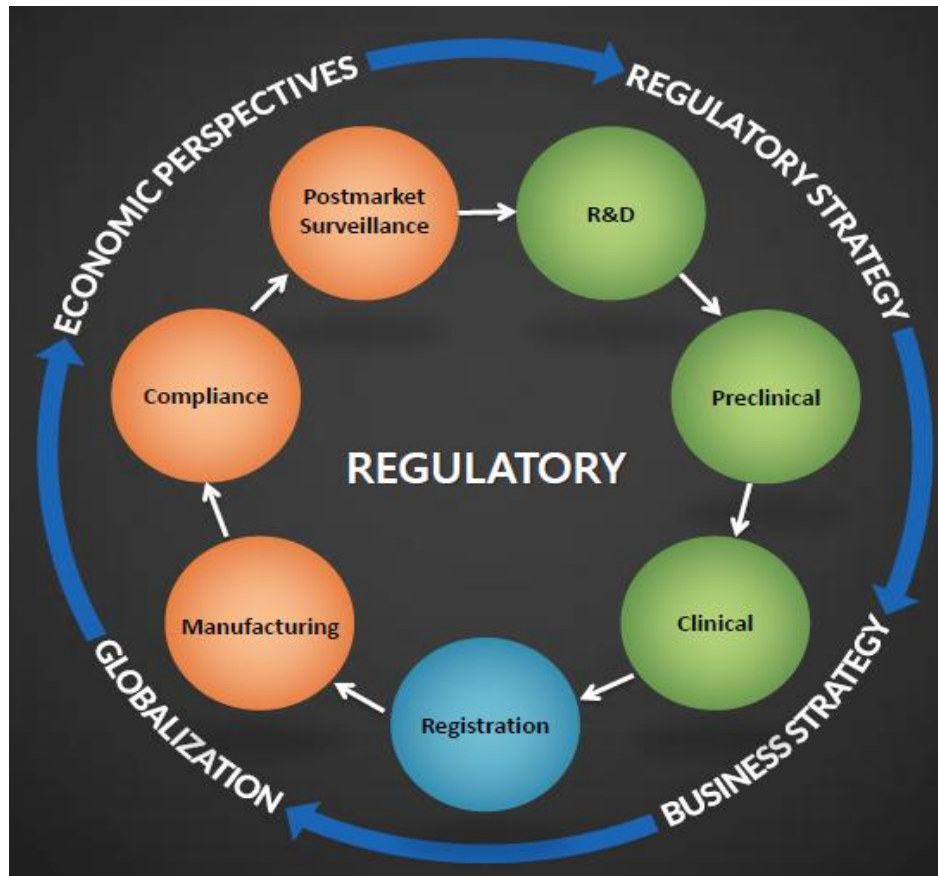 ECONOMIC PERSPECTIVES
REGULATORY STRATEGY
Postmarket
Surveillance
R&D
Compliance
Preclinical
REGULATORY
Manufacturing
Clinical
Registration
GLOBALIZATION
BUSINESS STRATEGY